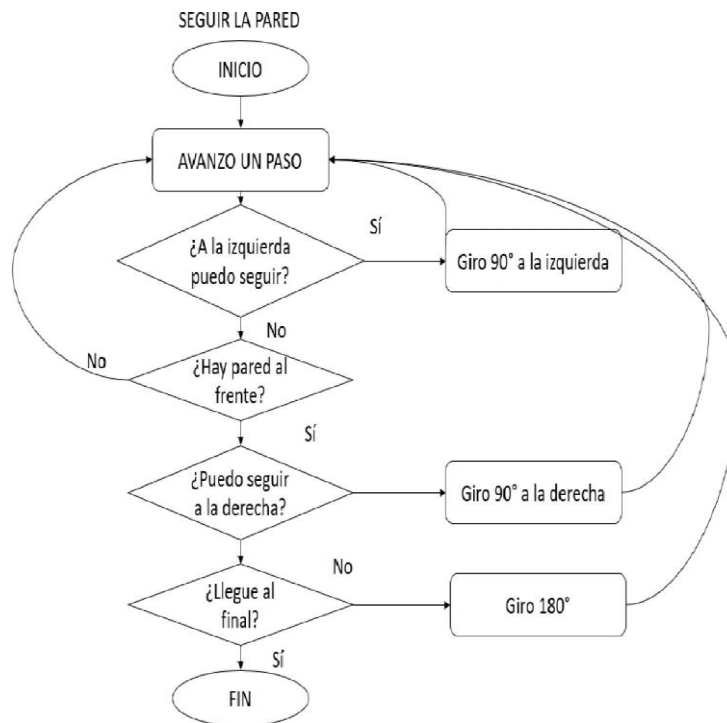 SEGUIR LA PARED
INICIO
AVANZO UN PASO
¿A la izquierda
puedo seguir?
Sí
Giro 90° a la izquierda
No
No
¿Hay pared al
frente?
Sí
¿Puedo seguir
a la derecha?
Giro 90° a la derecha
¿Llegue al
final?
No
Giro 180°
Sí
FIN